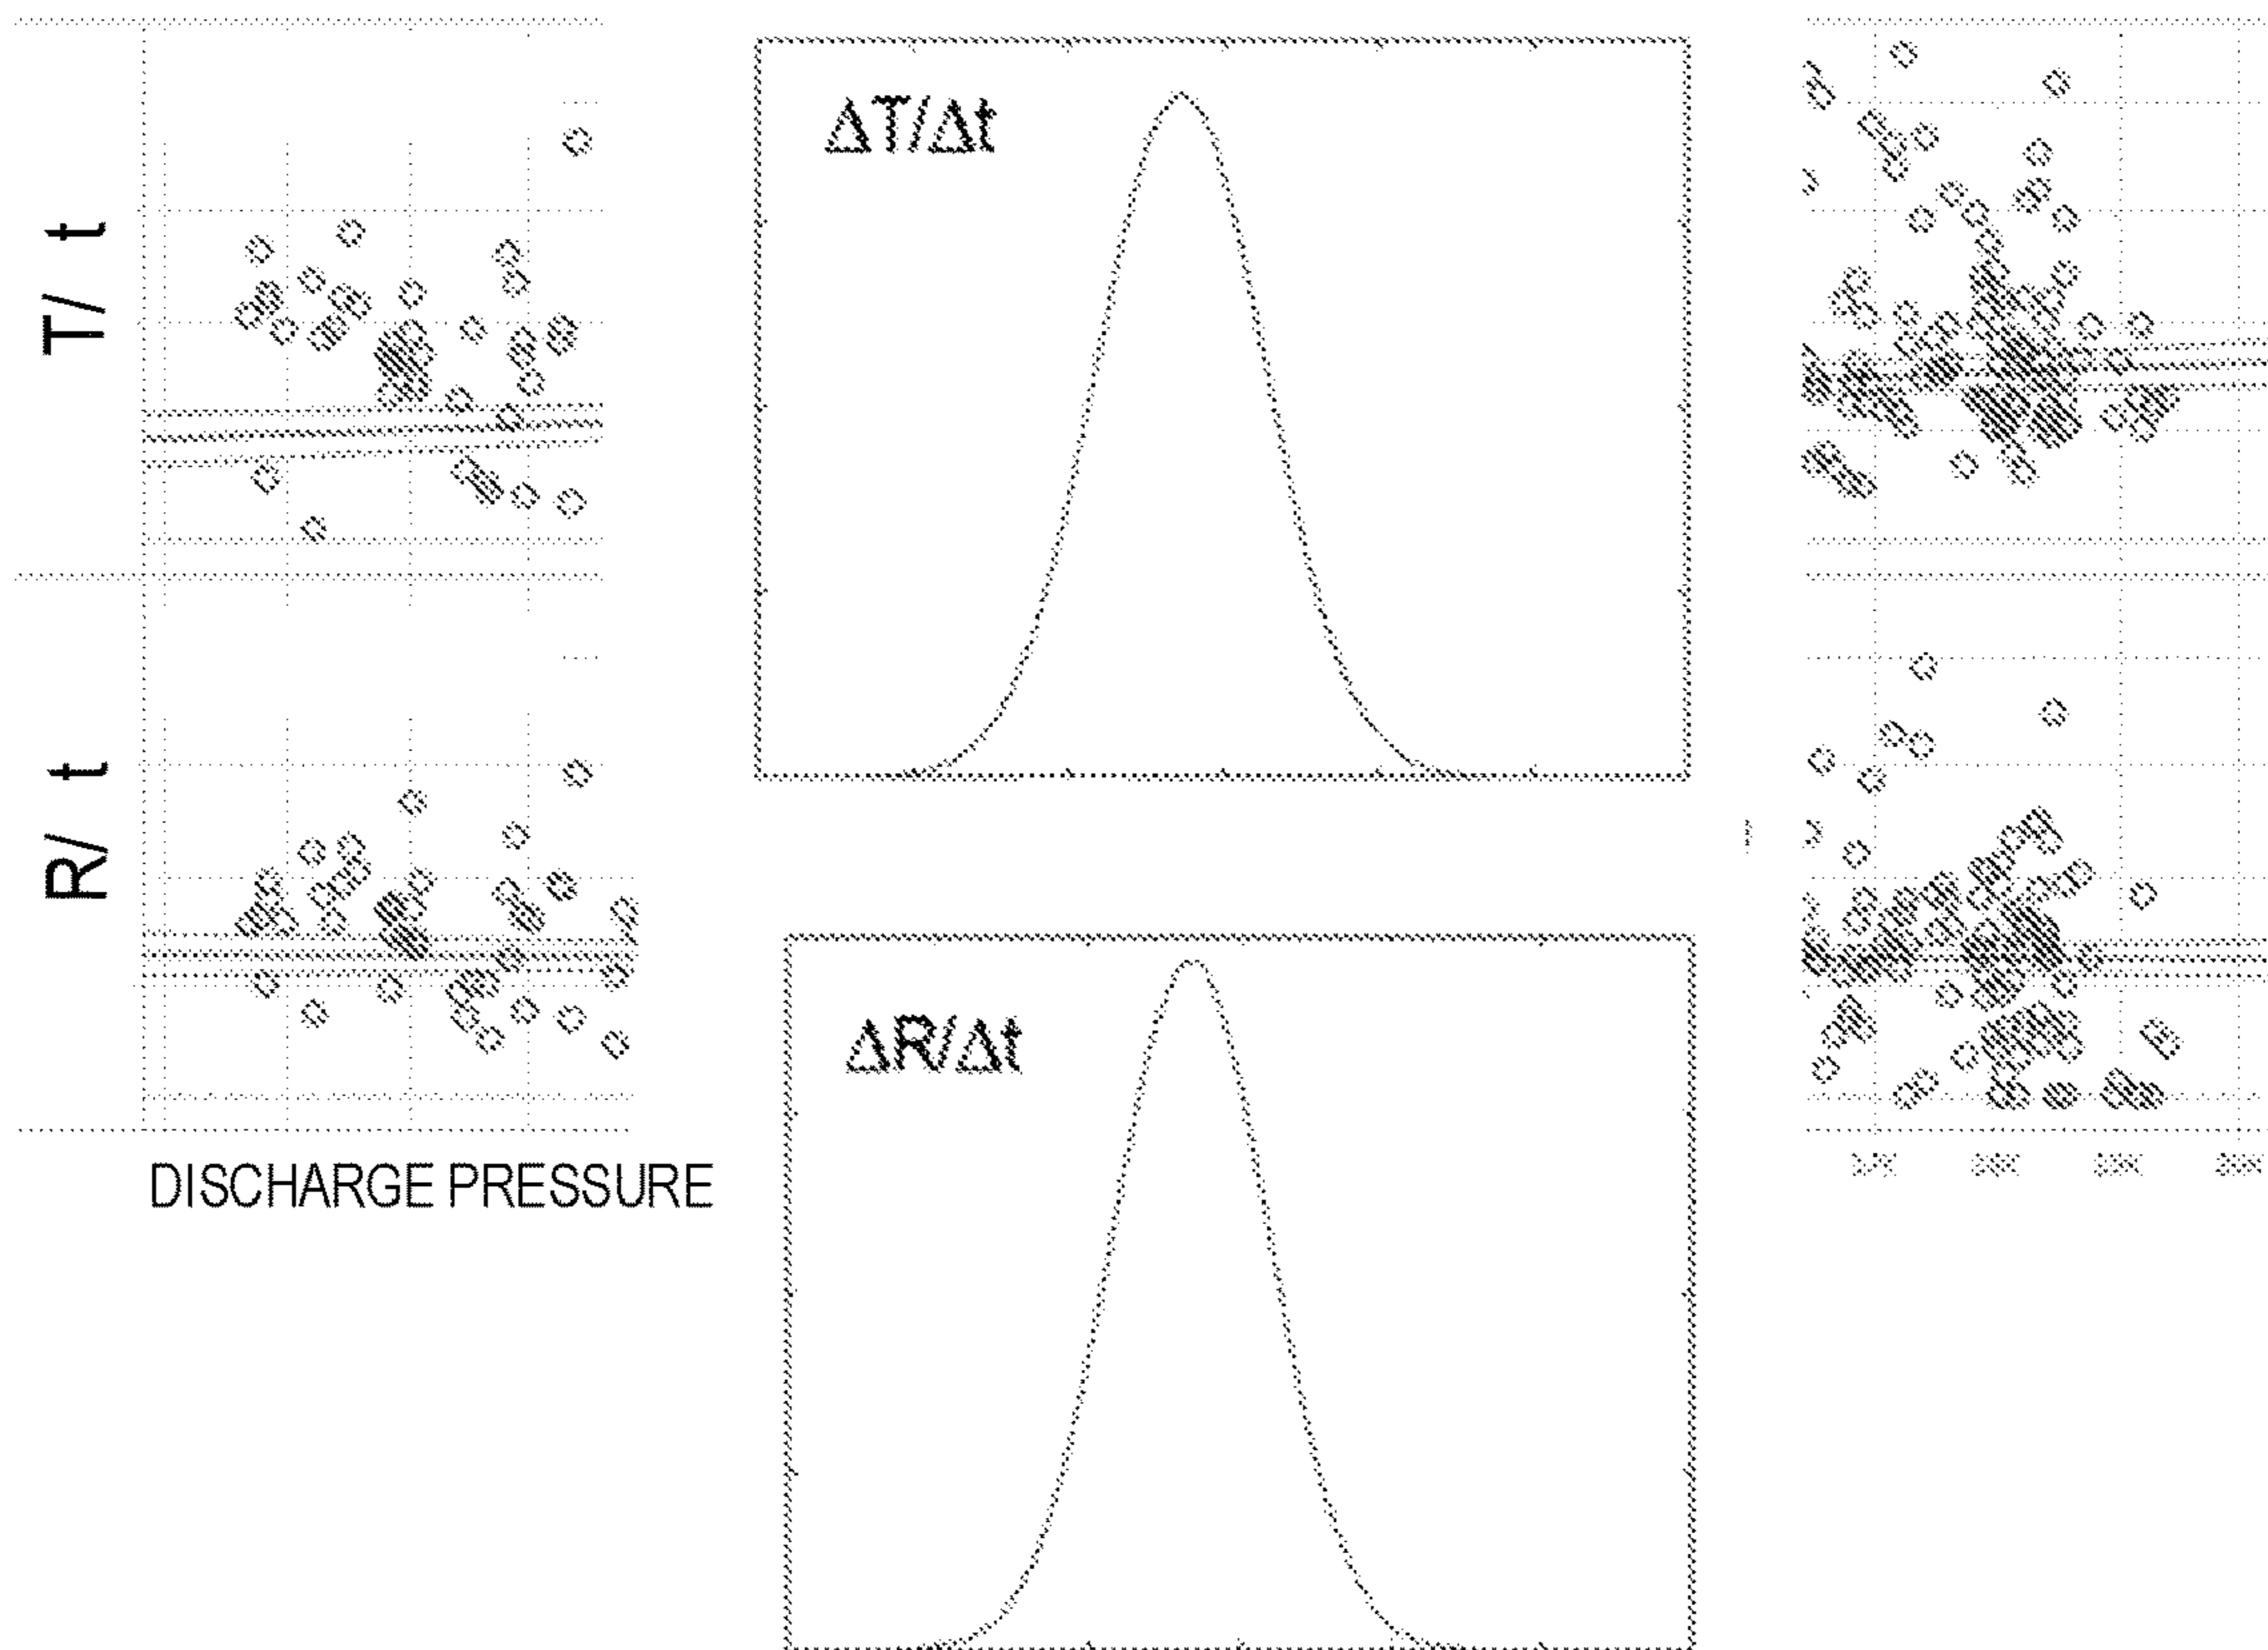 T/ t
ΔT/Δt
R/ t
ΔR/Δt
DISCHARGE PRESSURE